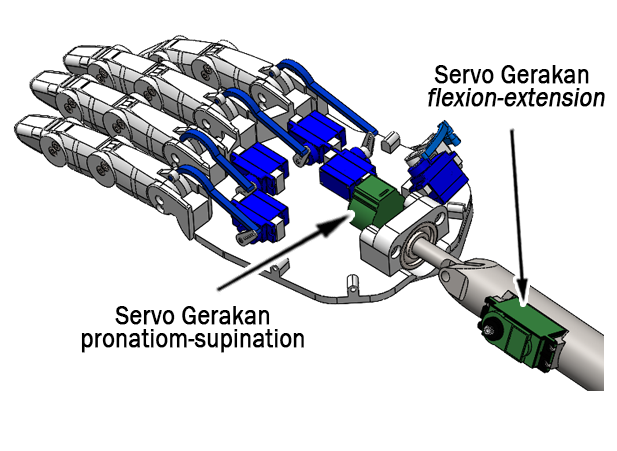 Servo Gerakan
flexion-extension
Servo Gerakan
pronatiom-supination